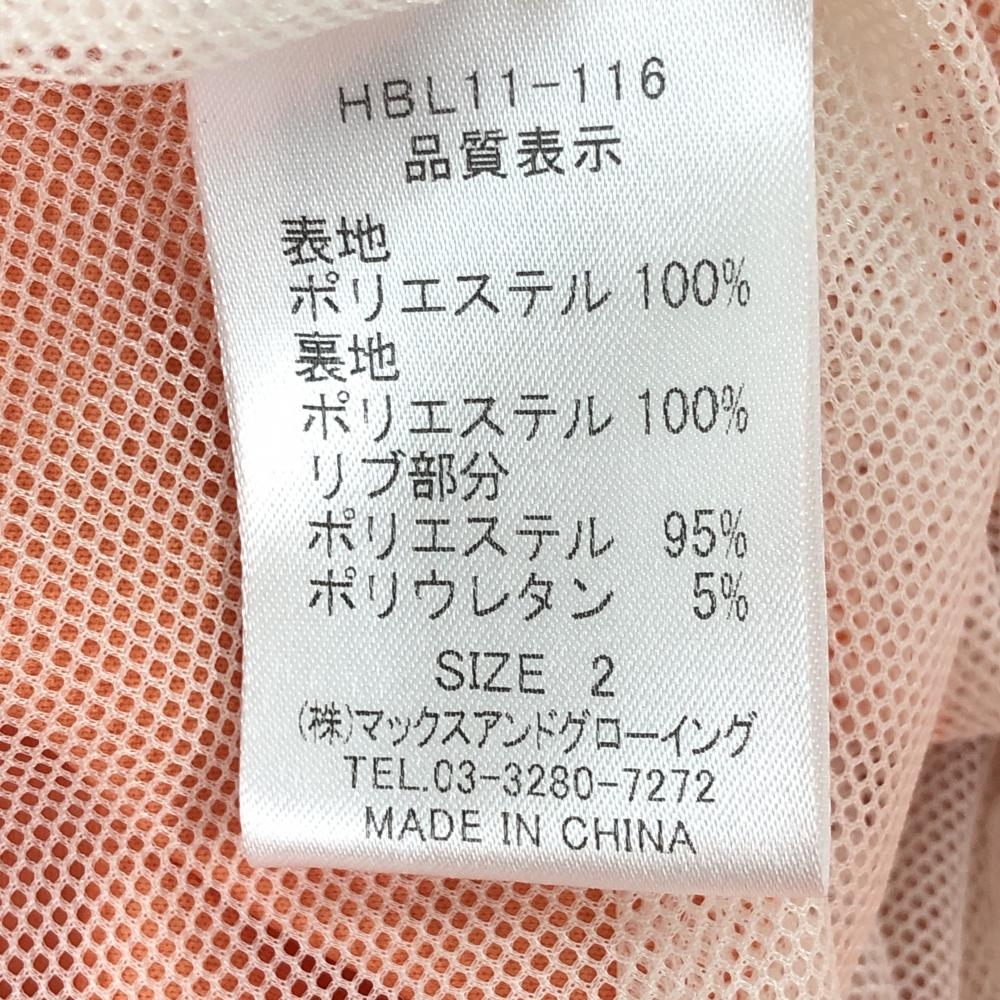 HBL11-116
品質表示
表地
ポリエステル 100%
裏地
ポリエステル 100%
リブ部分
ポリエステル 95%
ポリウレタン 5%
SIZE 2
(株)マックスアンドグローイング
TEL.03-3280-7272
MADE IN CHINA